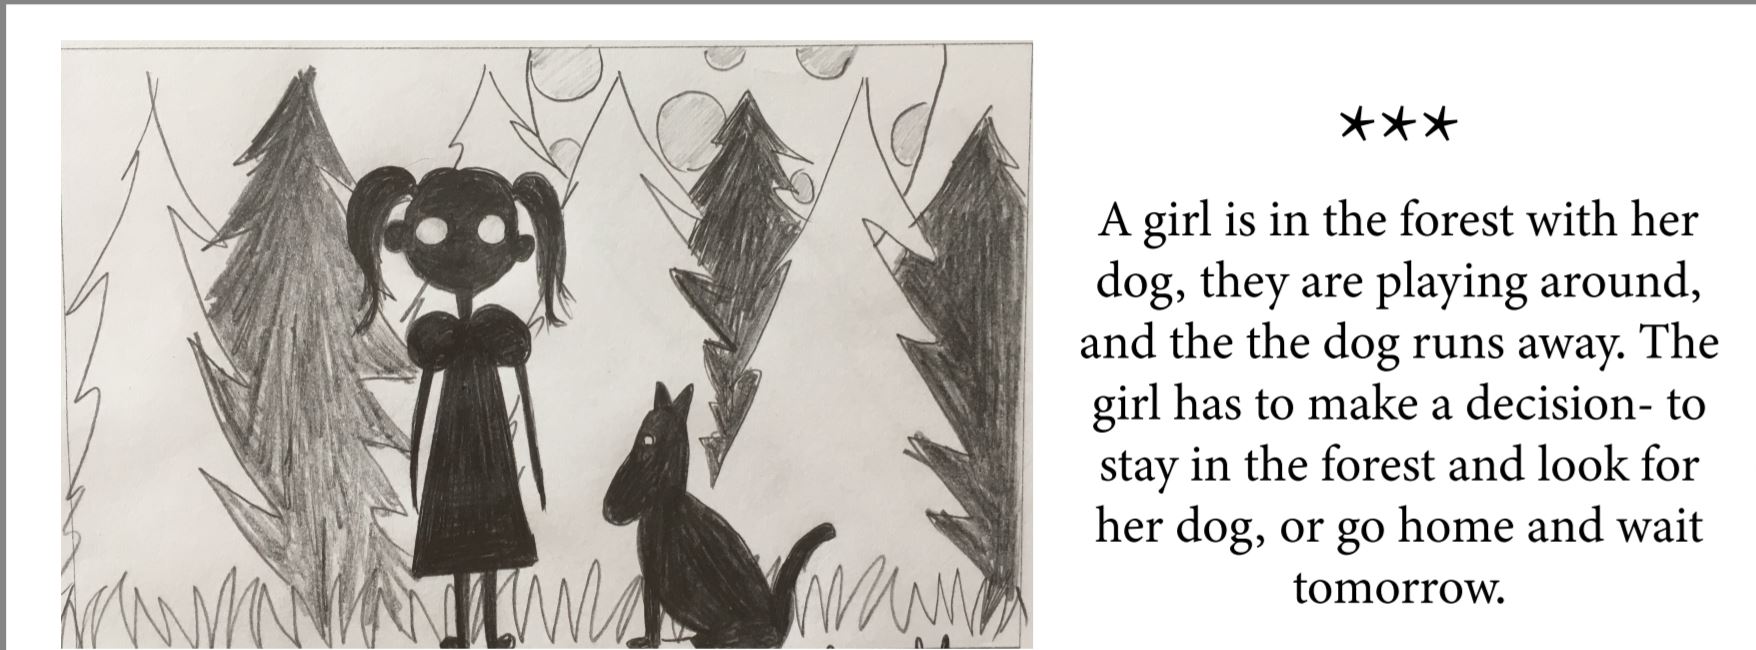 ***
A girl is in the forest with her
dog, they are playing around,
and the the dog runs away. The
girl has to make a decision- to
stay in the forest and look for
her dog, or go home and wait
tomorrow.